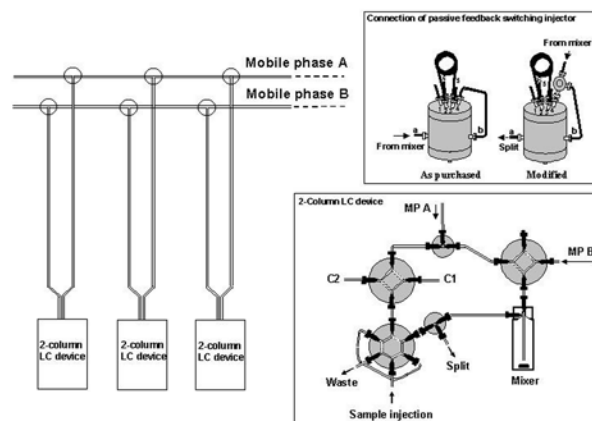 Mobile phase A
Mobile phase B
2-column
LC device
2-column
LC device
2-column
LC device
Connection of passive feedback switching injector
From mixer
a
b
From mixer
As purchased
a
b
Split
Modified
2-Column LC device
MP A
MP B
C2
C1
Waste
Split
Mixer
Sample injection